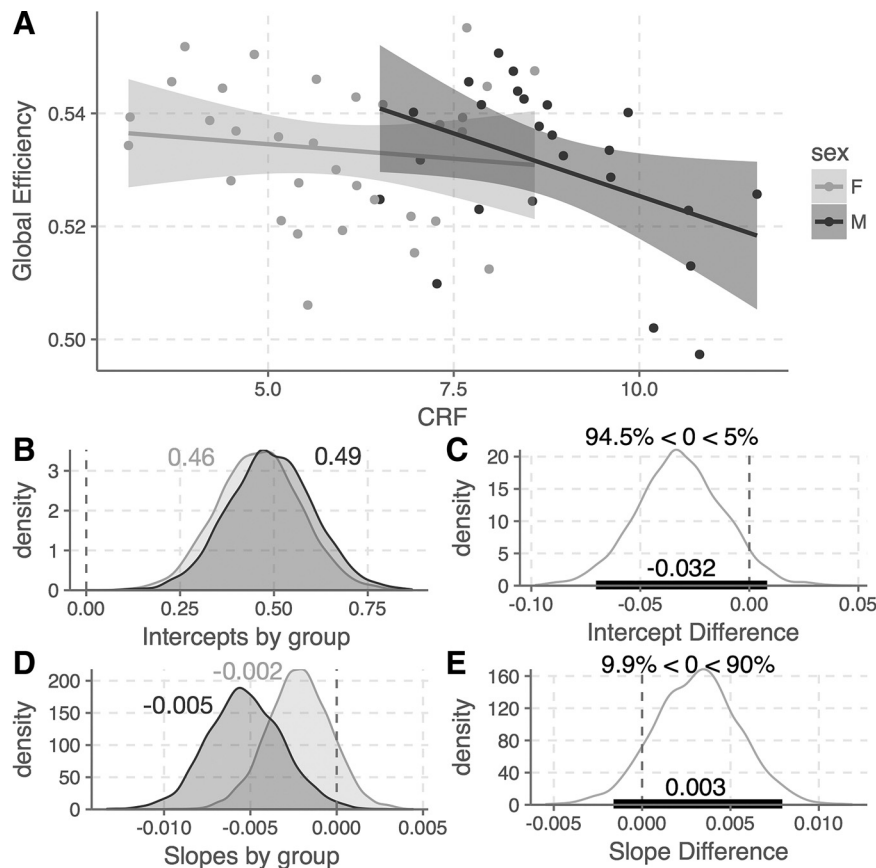 A
Global Efficiency
0.54
0.52
0.50
5.0 7.5 10.0
CRF
sex
F
M
B
0.46 0.49
density
3
2
1
0
0.00 0.25 0.50 0.75
Intercepts by group
C
94.5% < 0 < 5%
density
20
15
10
5
0
-0.032
-0.10 -0.05 0.00 0.05
Intercept Difference
D
-0.002
-0.005
density
200
150
100
50
0
-0.010 -0.005 0.000 0.005
Slopes by group
E
9.9% < 0 < 90%
density
160
120
80
40
0
0.003
-0.005 0.000 0.005 0.010
Slope Difference